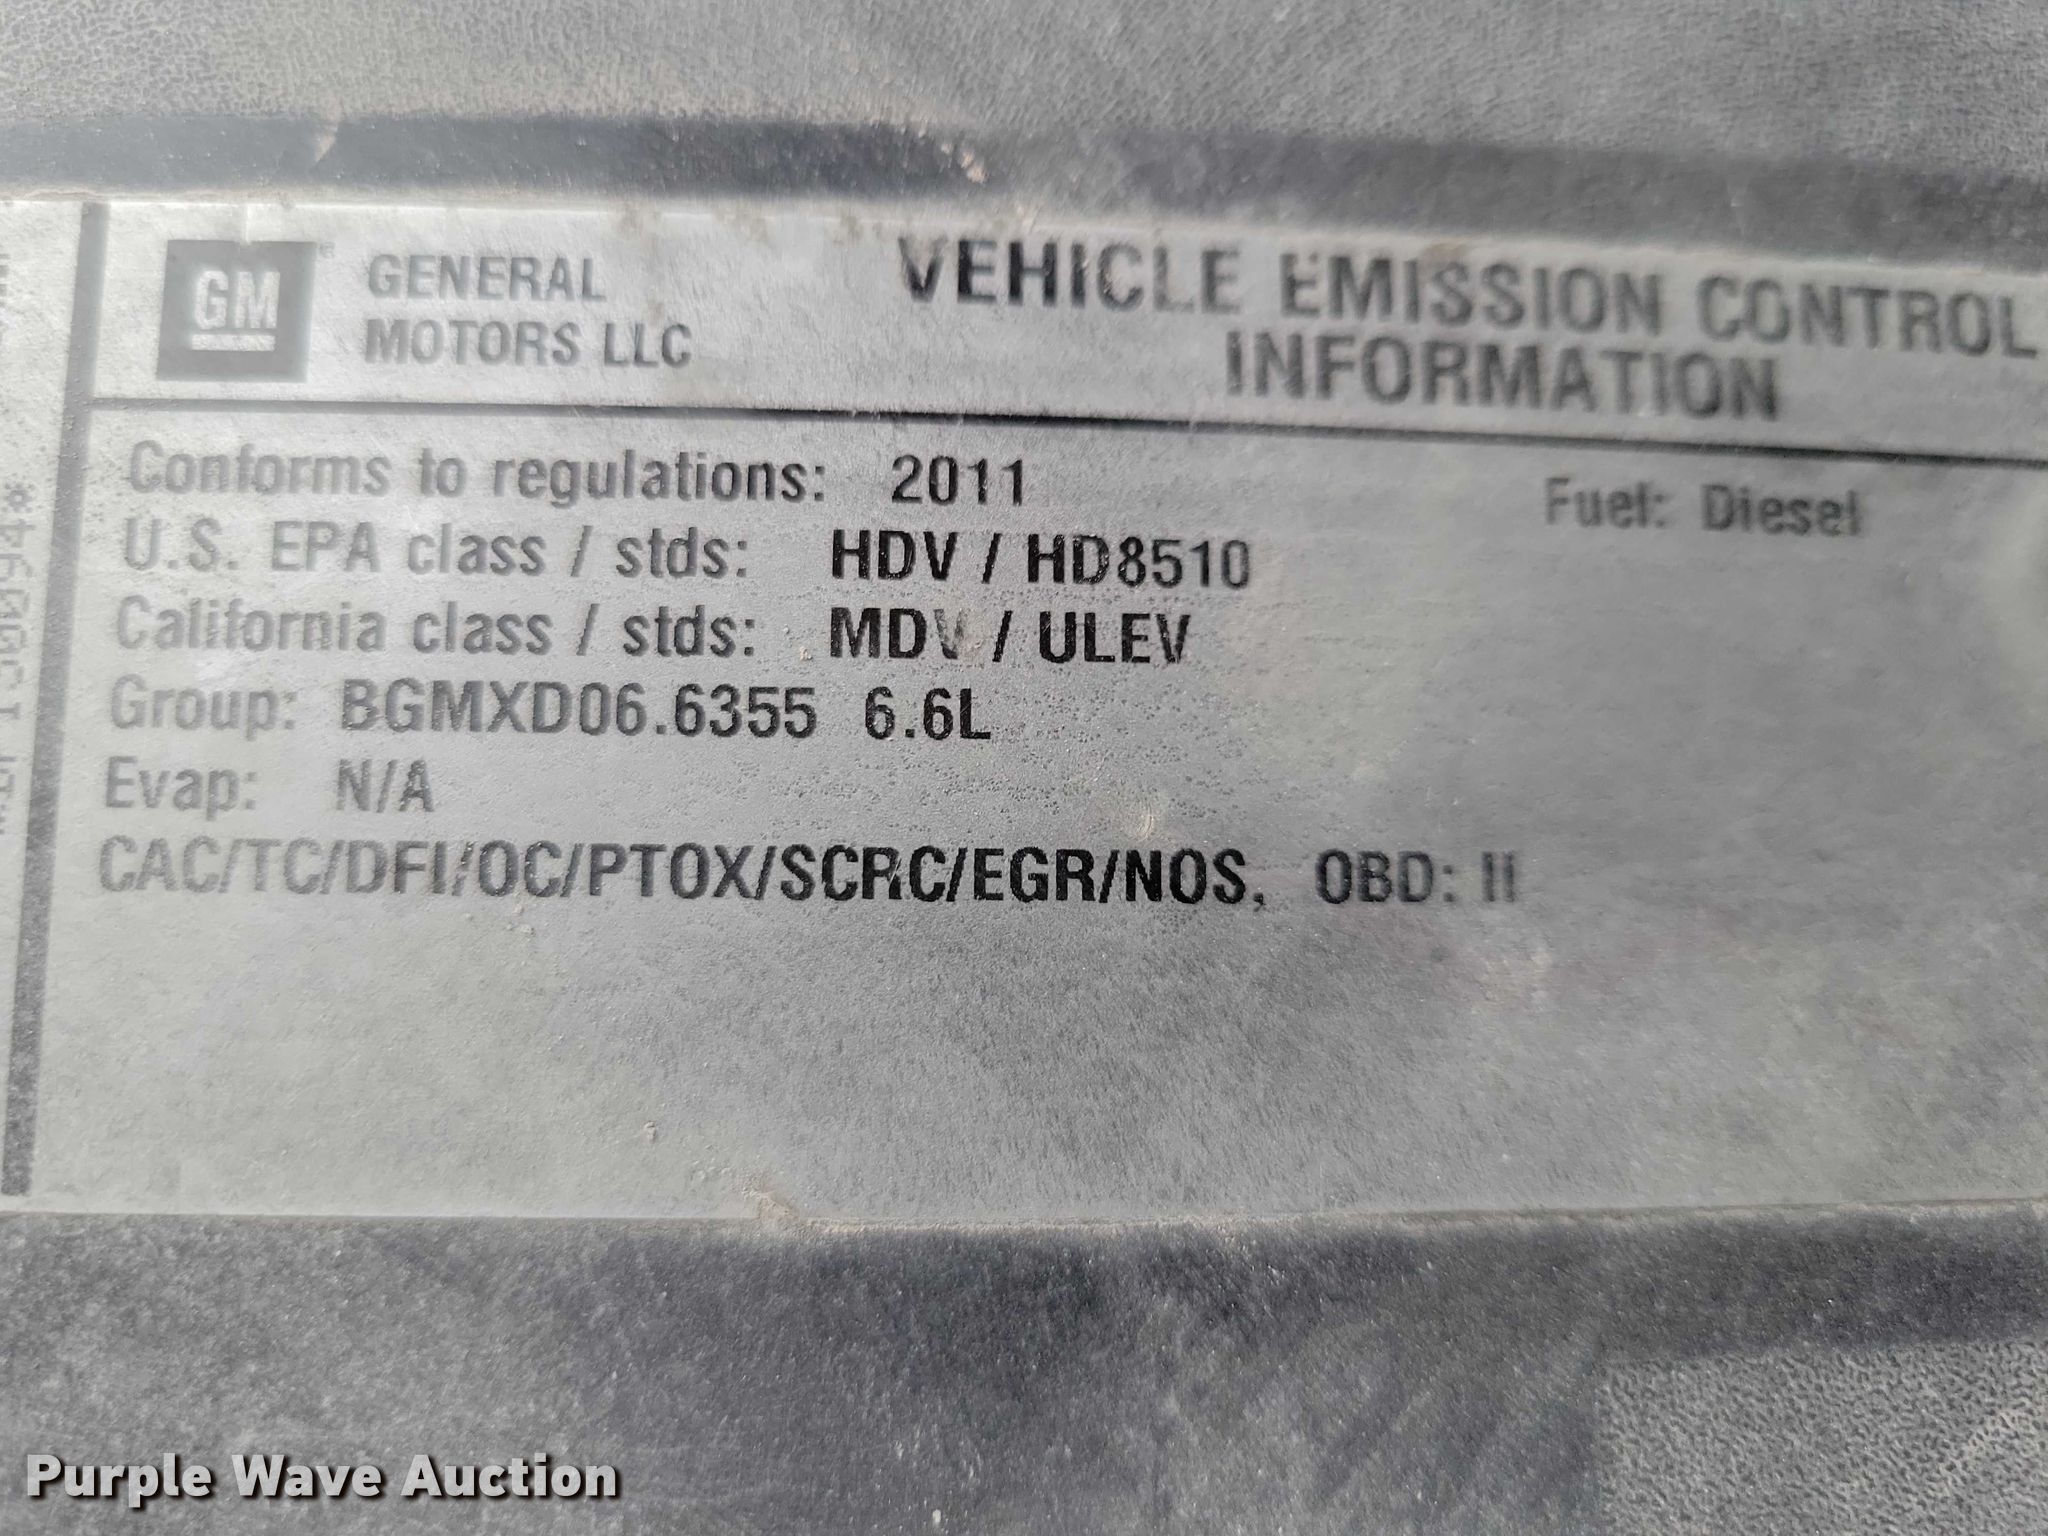 GM
GENERAL
MOTORS LLC
VEHICLE EMISSION CONTROL
INFORMATION
Conforms to regulations: 2011
Fuel: Diesel
U.S. EPA class / stds: HDV / HD8510
California class / stds: MDV / ULEV
Group: BGMXD06.6355 6.6L
Evap: N/A
CAC/TC/DFI/OC/PTOX/SCRC/EGR/NOS, OBD: II
Purple Wave Auction